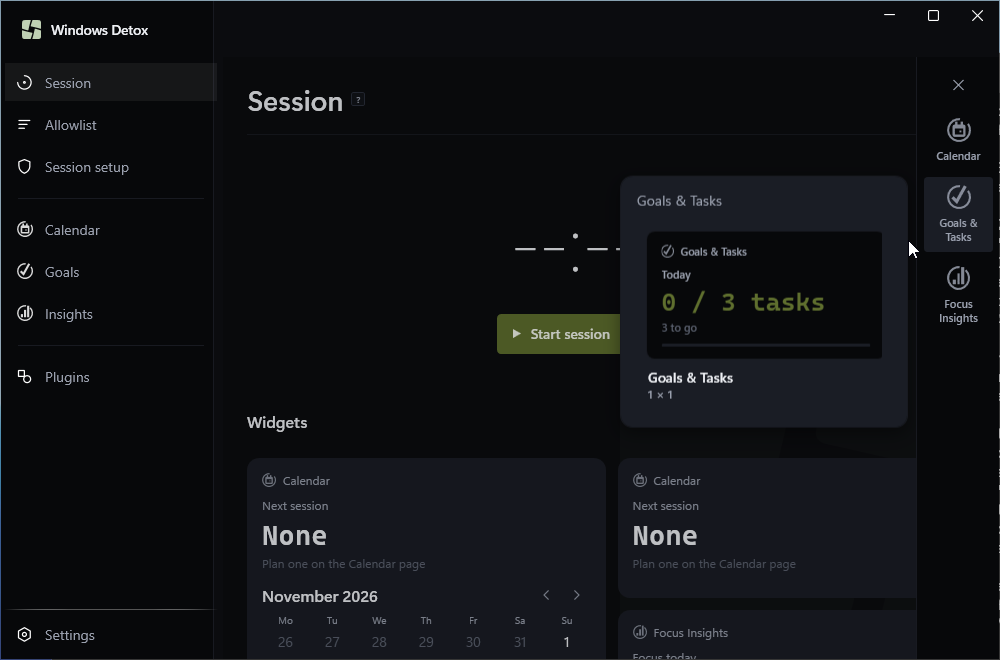 Windows Detox
Session
Allowlist
Session setup
Calendar
Goals
Insights
Plugins
Settings
Session ?
--:-
Start session
Widgets
Calendar
Next session
None
Plan one on the Calendar page
November 2026
Mo Tu We Th Fr Sa Su
26 27 28 29 30 31 1
Calendar
Next session
None
Plan one on the Calendar page
Focus Insights
Goals & Tasks
Goals & Tasks
Today
0 / 3 tasks
3 to go
Goals & Tasks
1 × 1
Calendar
Goals &
Tasks
Focus
Insights